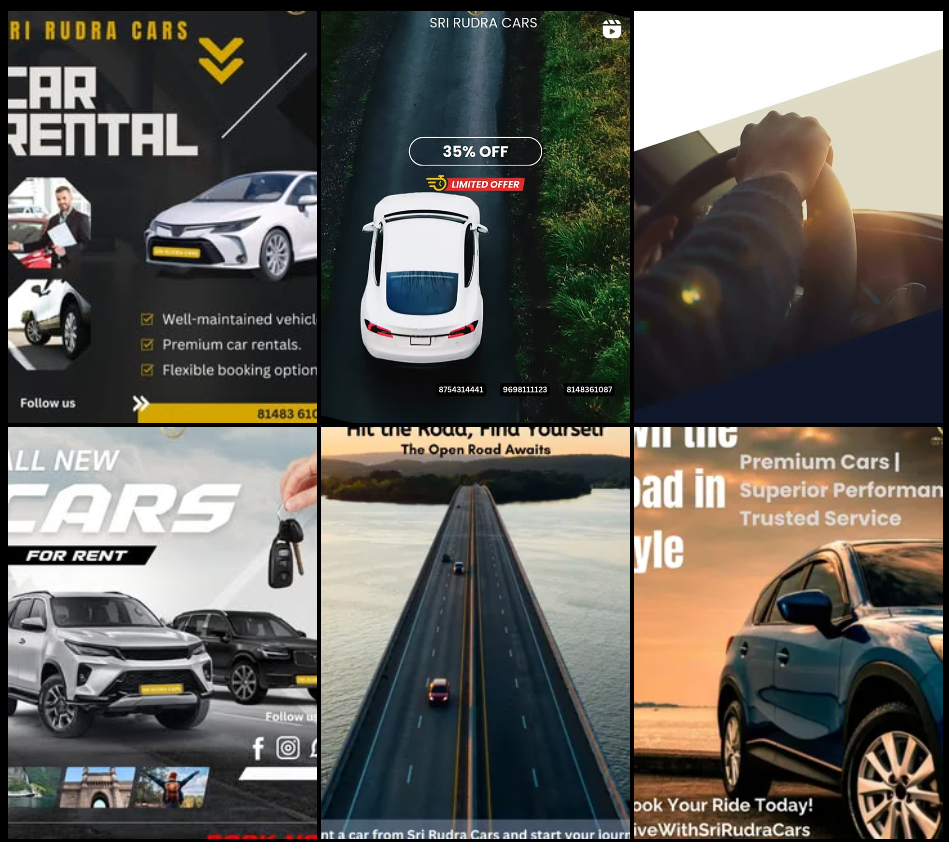 RI RUDRA CARS
CAR
RENTAL
SRI RUDRA CARS
Well-maintained vehicl
Premium car rentals.
Flexible booking option
Follow us
81483 610
SRI RUDRA CARS
35% OFF
LIMITED OFFER
8754314441 9698111123 8148361087
ALL NEW
CARS
FOR RENT
SRI RUDRA CARS
Follow us
BOOK NO
Hit the Road, Find Yourself
The Open Road Awaits
nt a car from Sri Rudra Cars and start your journ
wn the
oad in
yle
Premium Cars |
Superior Performan
Trusted Service
ook Your Ride Today!
iveWithSriRudraCars